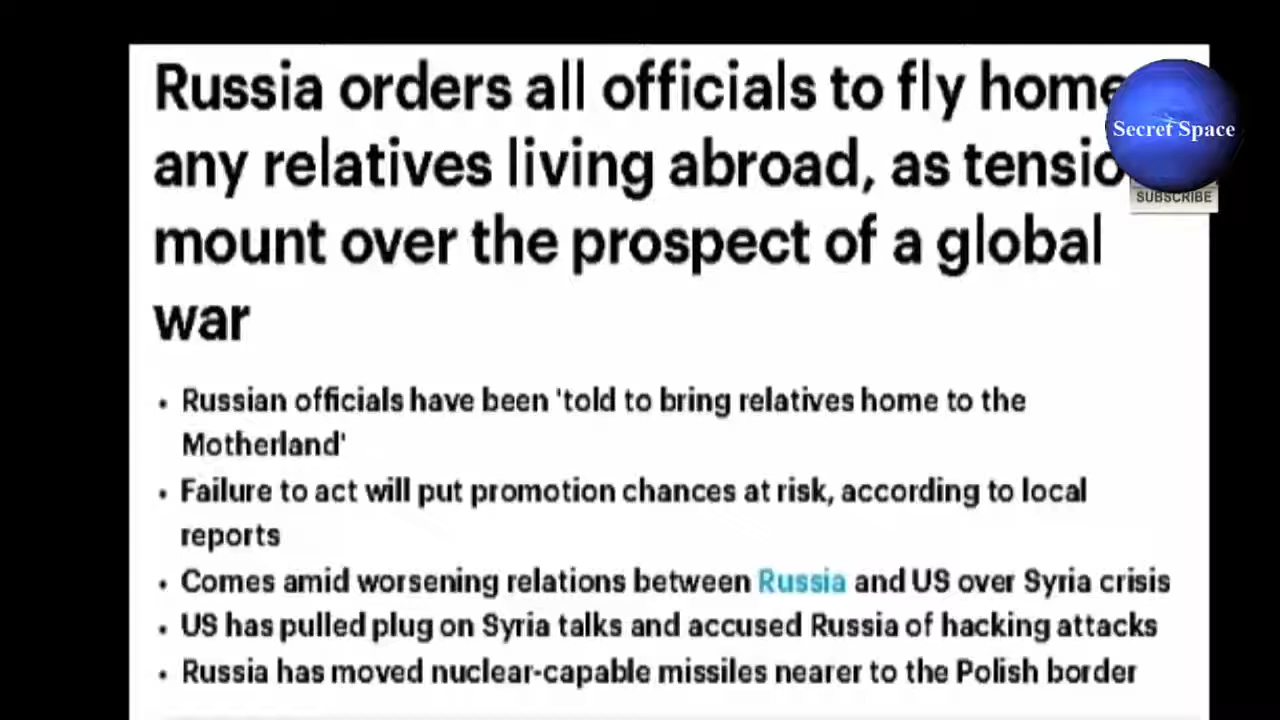 Russia orders all officials to fly home
any relatives living abroad, as tensio
mount over the prospect of a global
war
Secret Space
SUBSCRIBE
• Russian officials have been 'told to bring relatives home to the
Motherland'
• Failure to act will put promotion chances at risk, according to local
reports
• Comes amid worsening relations between Russia and US over Syria crisis
• US has pulled plug on Syria talks and accused Russia of hacking attacks
• Russia has moved nuclear-capable missiles nearer to the Polish border